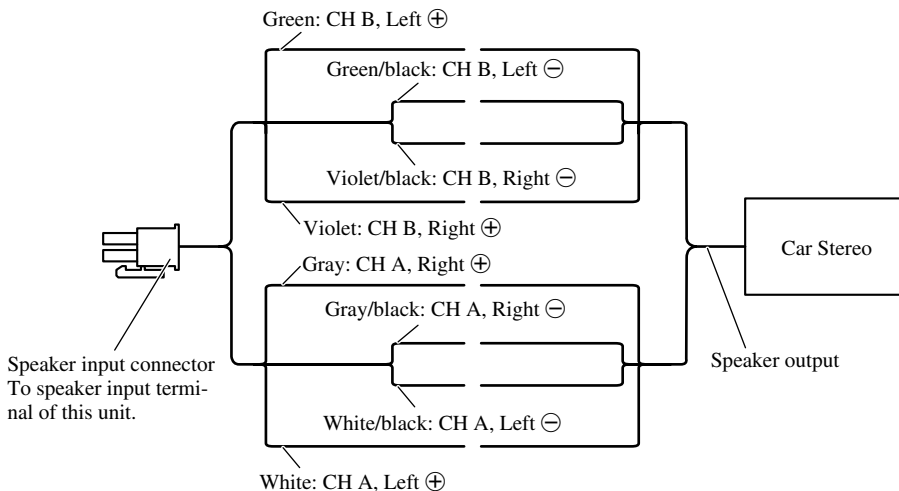 Green: CH B, Left ⊕
Green/black: CH B, Left ⊖
Violet/black: CH B, Right ⊖
Violet: CH B, Right ⊕
Car Stereo
Gray: CH A, Right ⊕
Gray/black: CH A, Right ⊖
Speaker input connector
To speaker input termi-
nal of this unit.
Speaker output
White/black: CH A, Left ⊖
White: CH A, Left ⊕